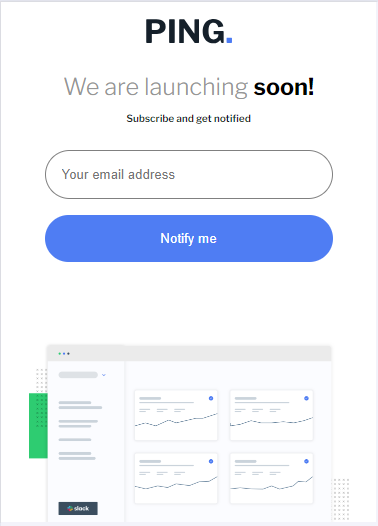 PING.
We are launching soon!
Subscribe and get notified
Your email address
Notify me
slack